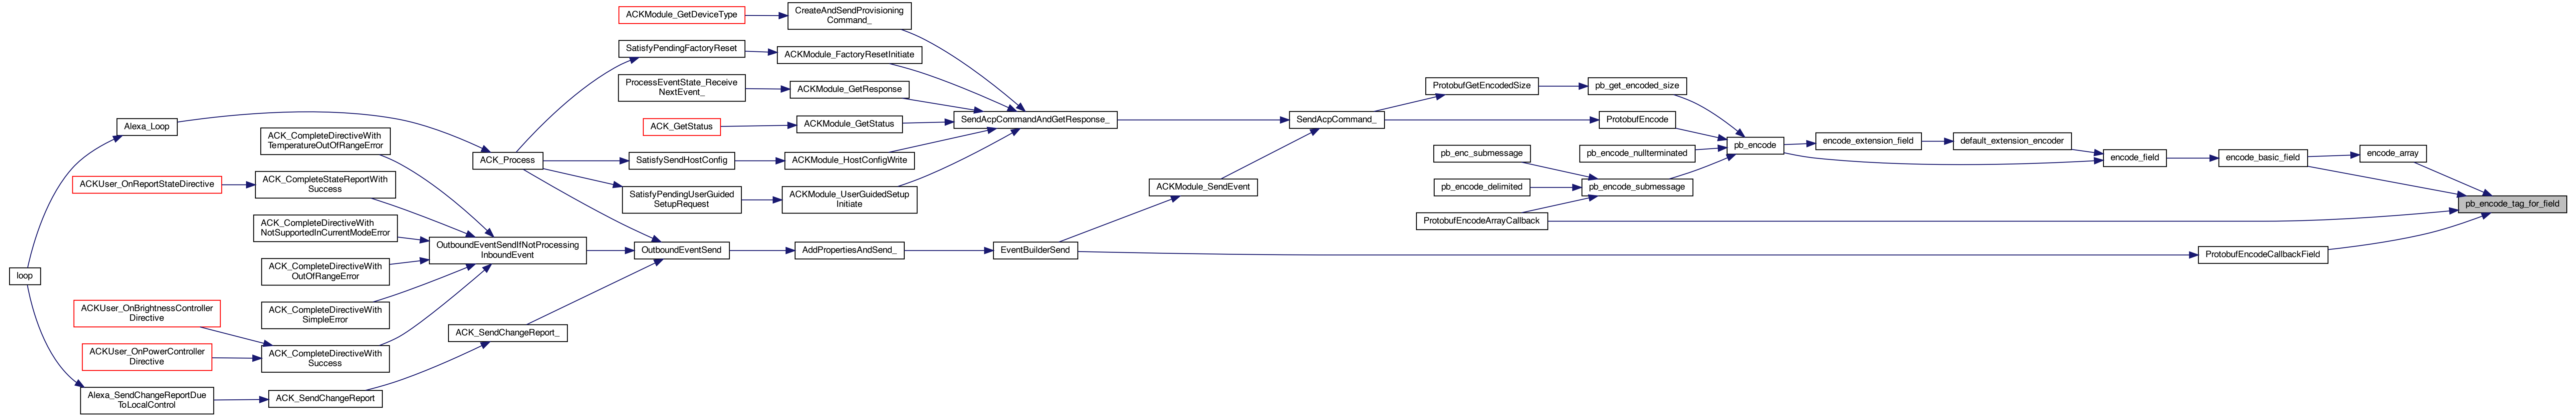 ACKModule_GetDeviceType
CreateAndSendProvisioning
Command_
SatisfyPendingFactoryReset
ACKModule_FactoryResetInitiate
ProcessEventState_Receive
NextEvent_
ACKModule_GetResponse
ProtobufGetEncodedSize
pb_get_encoded_size
Alexa_Loop
ACK_GetStatus
ACKModule_GetStatus
SendAcpCommandAndGetResponse_
SendAcpCommand_
ProtobufEncode
ACK_CompleteDirectiveWith
TemperatureOutOfRangeError
ACK_Process
SatisfySendHostConfig
ACKModule_HostConfigWrite
pb_enc_submessage
pb_encode_nullterminated
pb_encode
encode_extension_field
default_extension_encoder
encode_field
encode_basic_field
encode_array
ACKUser_OnReportStateDirective
ACK_CompleteStateReportWith
Success
SatisfyPendingUserGuided
SetupRequest
ACKModule_UserGuidedSetup
Initiate
ACKModule_SendEvent
pb_encode_delimited
pb_encode_submessage
pb_encode_tag_for_field
ACK_CompleteDirectiveWith
NotSupportedInCurrentModeError
ProtobufEncodeArrayCallback
OutboundEventSendIfNotProcessing
InboundEvent
OutboundEventSend
AddPropertiesAndSend_
EventBuilderSend
ProtobufEncodeCallbackField
loop
ACK_CompleteDirectiveWith
OutOfRangeError
ACKUser_OnBrightnessController
Directive
ACK_CompleteDirectiveWith
SimpleError
ACK_SendChangeReport_
ACKUser_OnPowerController
Directive
ACK_CompleteDirectiveWith
Success
Alexa_SendChangeReportDue
ToLocalControl
ACK_SendChangeReport